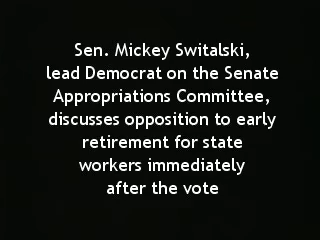 Sen. Mickey Switalski,
lead Democrat on the Senate
Appropriations Committee,
discusses opposition to early
retirement for state
workers immediately
after the vote